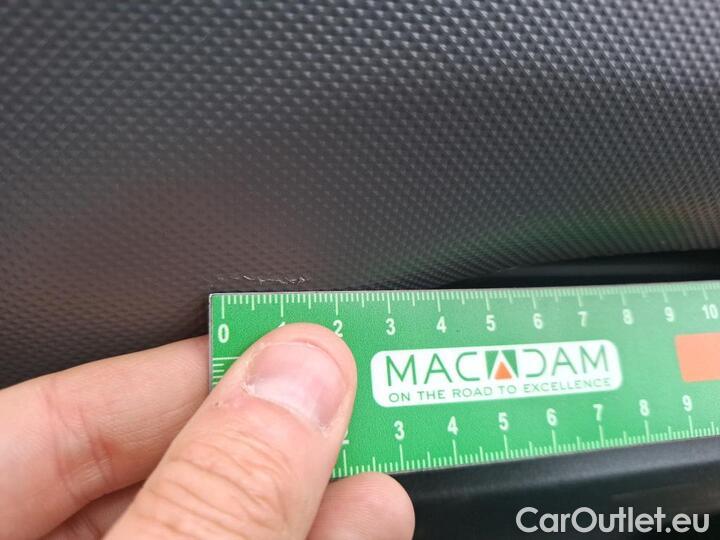 0 1 2 3 4 5 6 7 8 9 10
MACADAM
ON THE ROAD TO EXCELLENCE
2 3 4 5 6 7 8 9
CarOutlet.eu